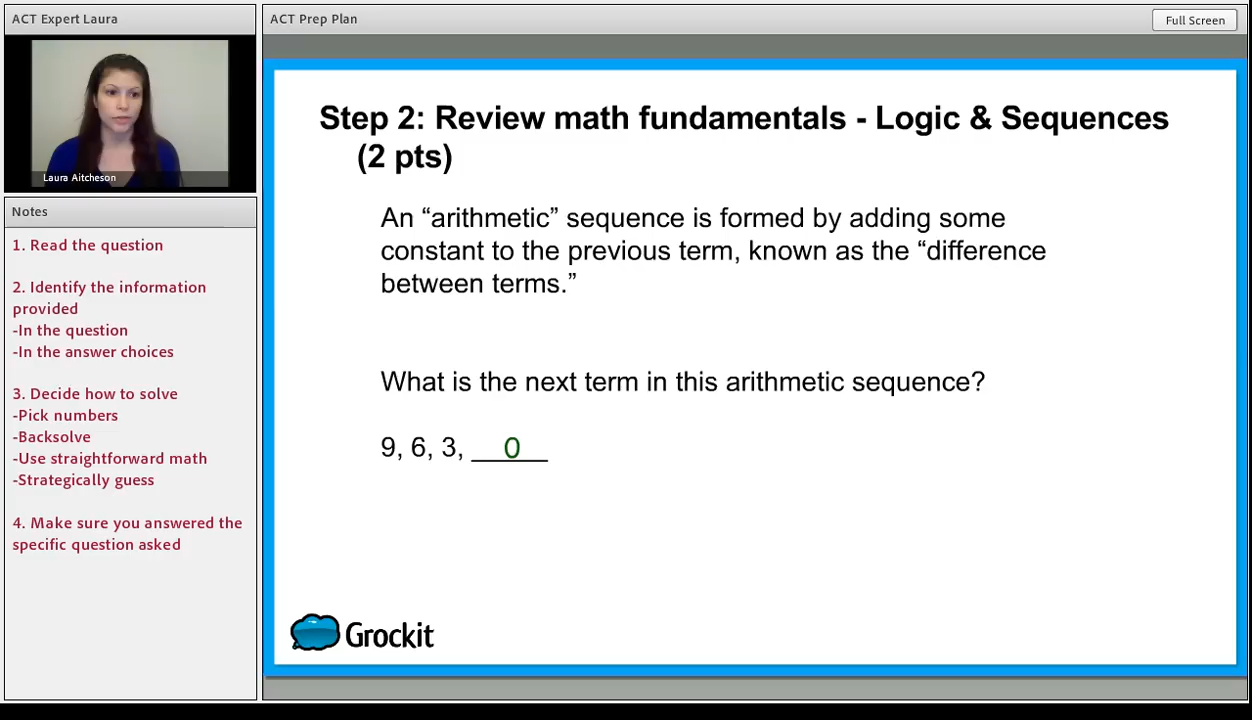 ACT Expert Laura
Laura Aitcheson
Notes
1. Read the question
2. Identify the information
provided
-In the question
-In the answer choices
3. Decide how to solve
-Pick numbers
-Backsolve
-Use straightforward math
-Strategically guess
4. Make sure you answered the
specific question asked
ACT Prep Plan
Full Screen
Step 2: Review math fundamentals - Logic & Sequences
(2 pts)
An “arithmetic” sequence is formed by adding some
constant to the previous term, known as the “difference
between terms.”
What is the next term in this arithmetic sequence?
9, 6, 3, __0__
Grockit